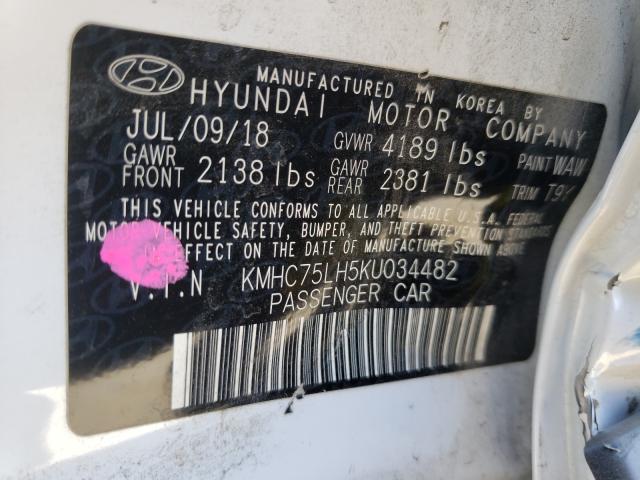 MANUFACTURED IN KOREA BY
HYUNDAI MOTOR COMPANY
JUL/09/18 GVWR 4189 lbs PAINT WAW
GAWR FRONT 2138 lbs GAWR REAR 2381 lbs TRIM
THIS VEHICLE CONFORMS TO ALL APPLICABLE U.S.A. FEDERAL
MOTOR VEHICLE SAFETY, BUMPER, AND THEFT PREVENTION STANDARDS
IN EFFECT ON THE DATE OF MANUFACTURE SHOWN ABOVE.
V.I.N KMHC75LH5KU034482
PASSENGER CAR